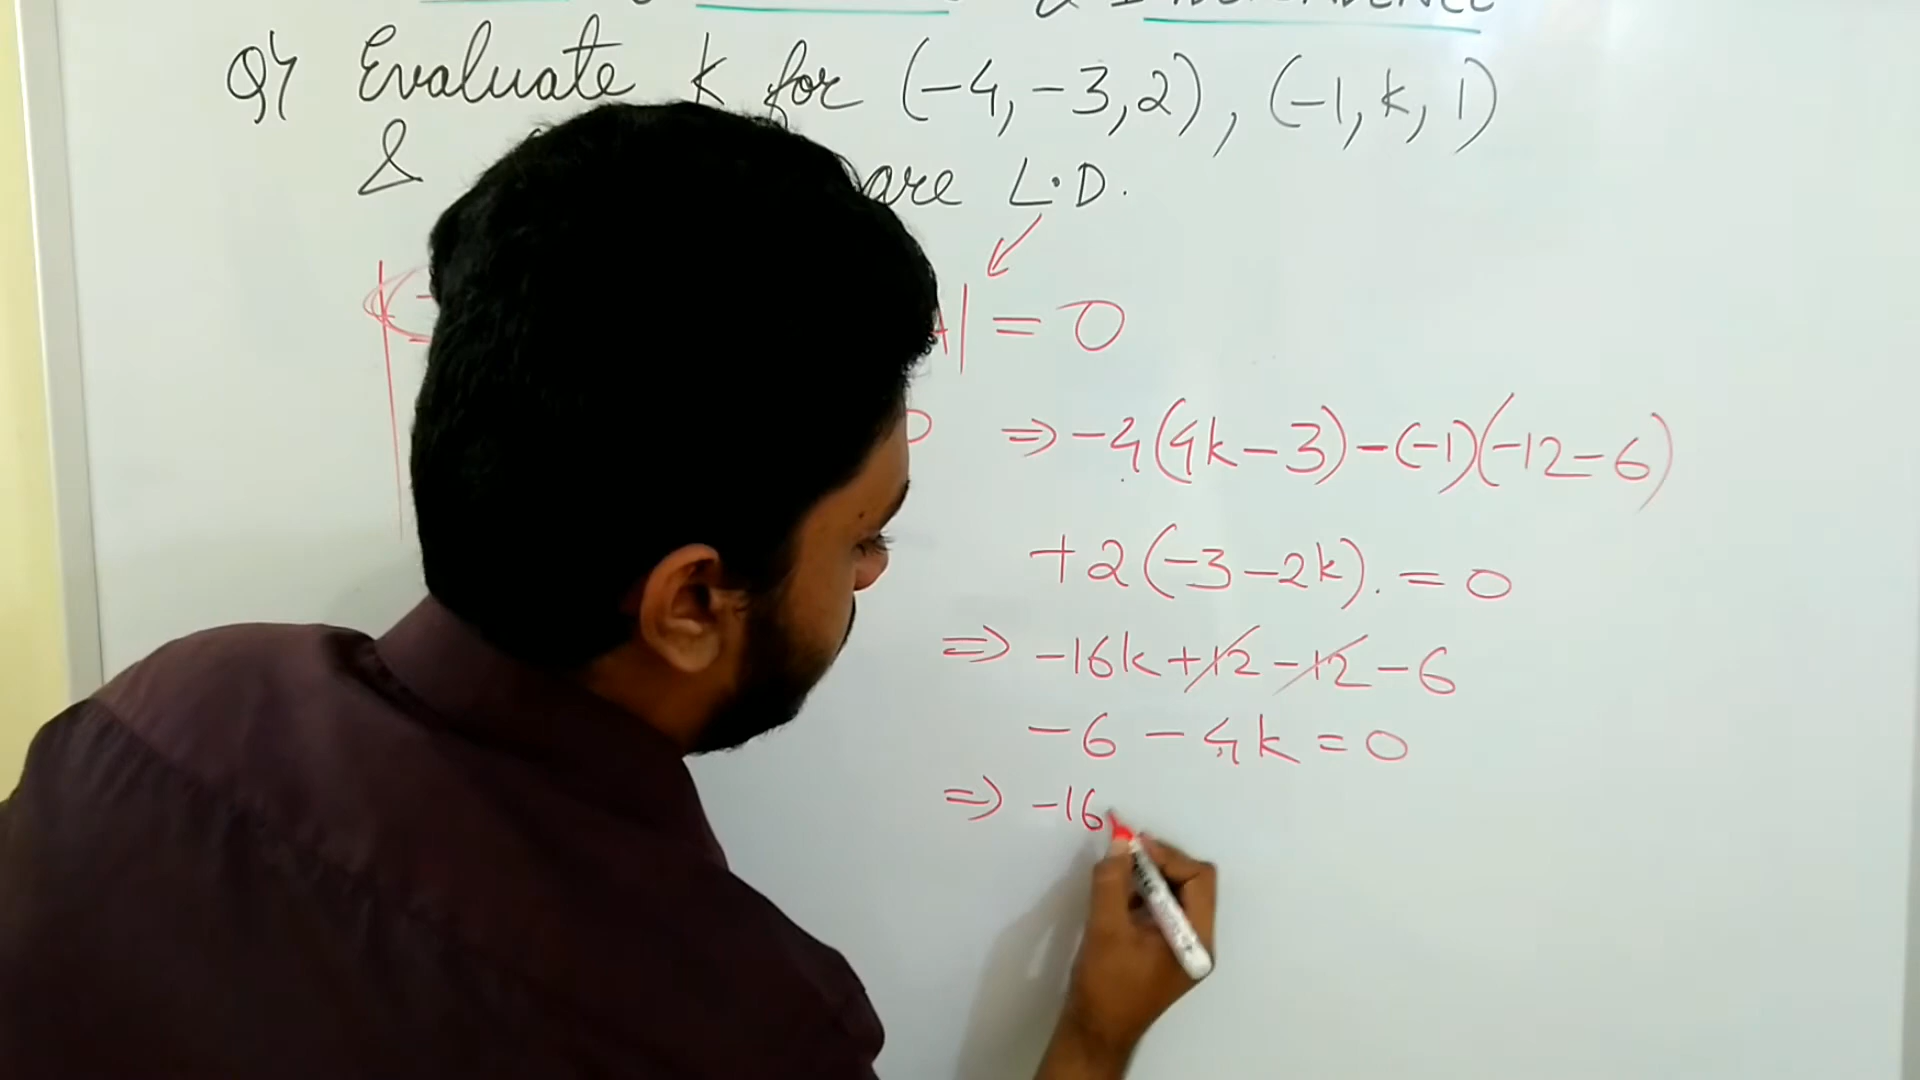 Q4 Evaluate k for (-4,-3,2), (-1,k,1)
& are L.D.
| = 0
⇒ -4(4k-3)-(-1)(-12-6)
+2(-3-2k). = 0
⇒ -16k+12-12-6
-6-4k=0
⇒ -16